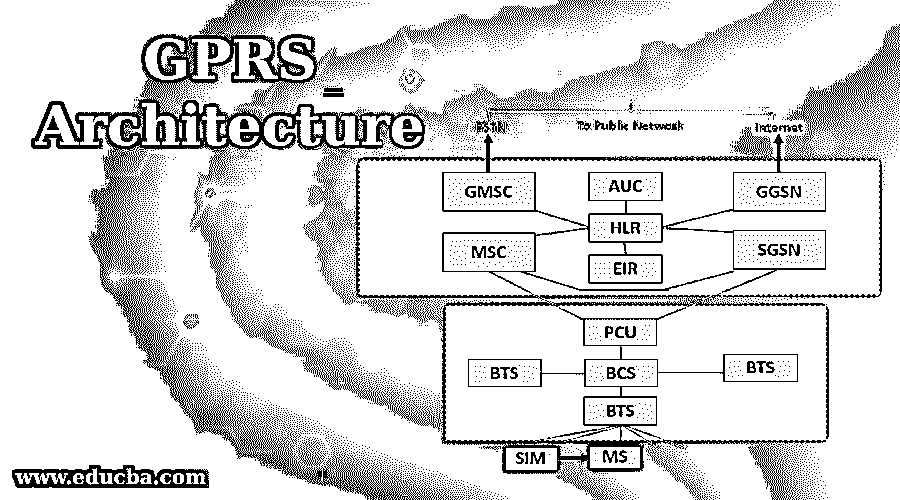 GPRS
Architecture
PSTN
To Public Network
Internet
GMSC
AUC
GGSN
HLR
MSC
SGSN
EIR
PCU
BTS
BCS
BTS
BTS
SIM
MS
www.educba.com